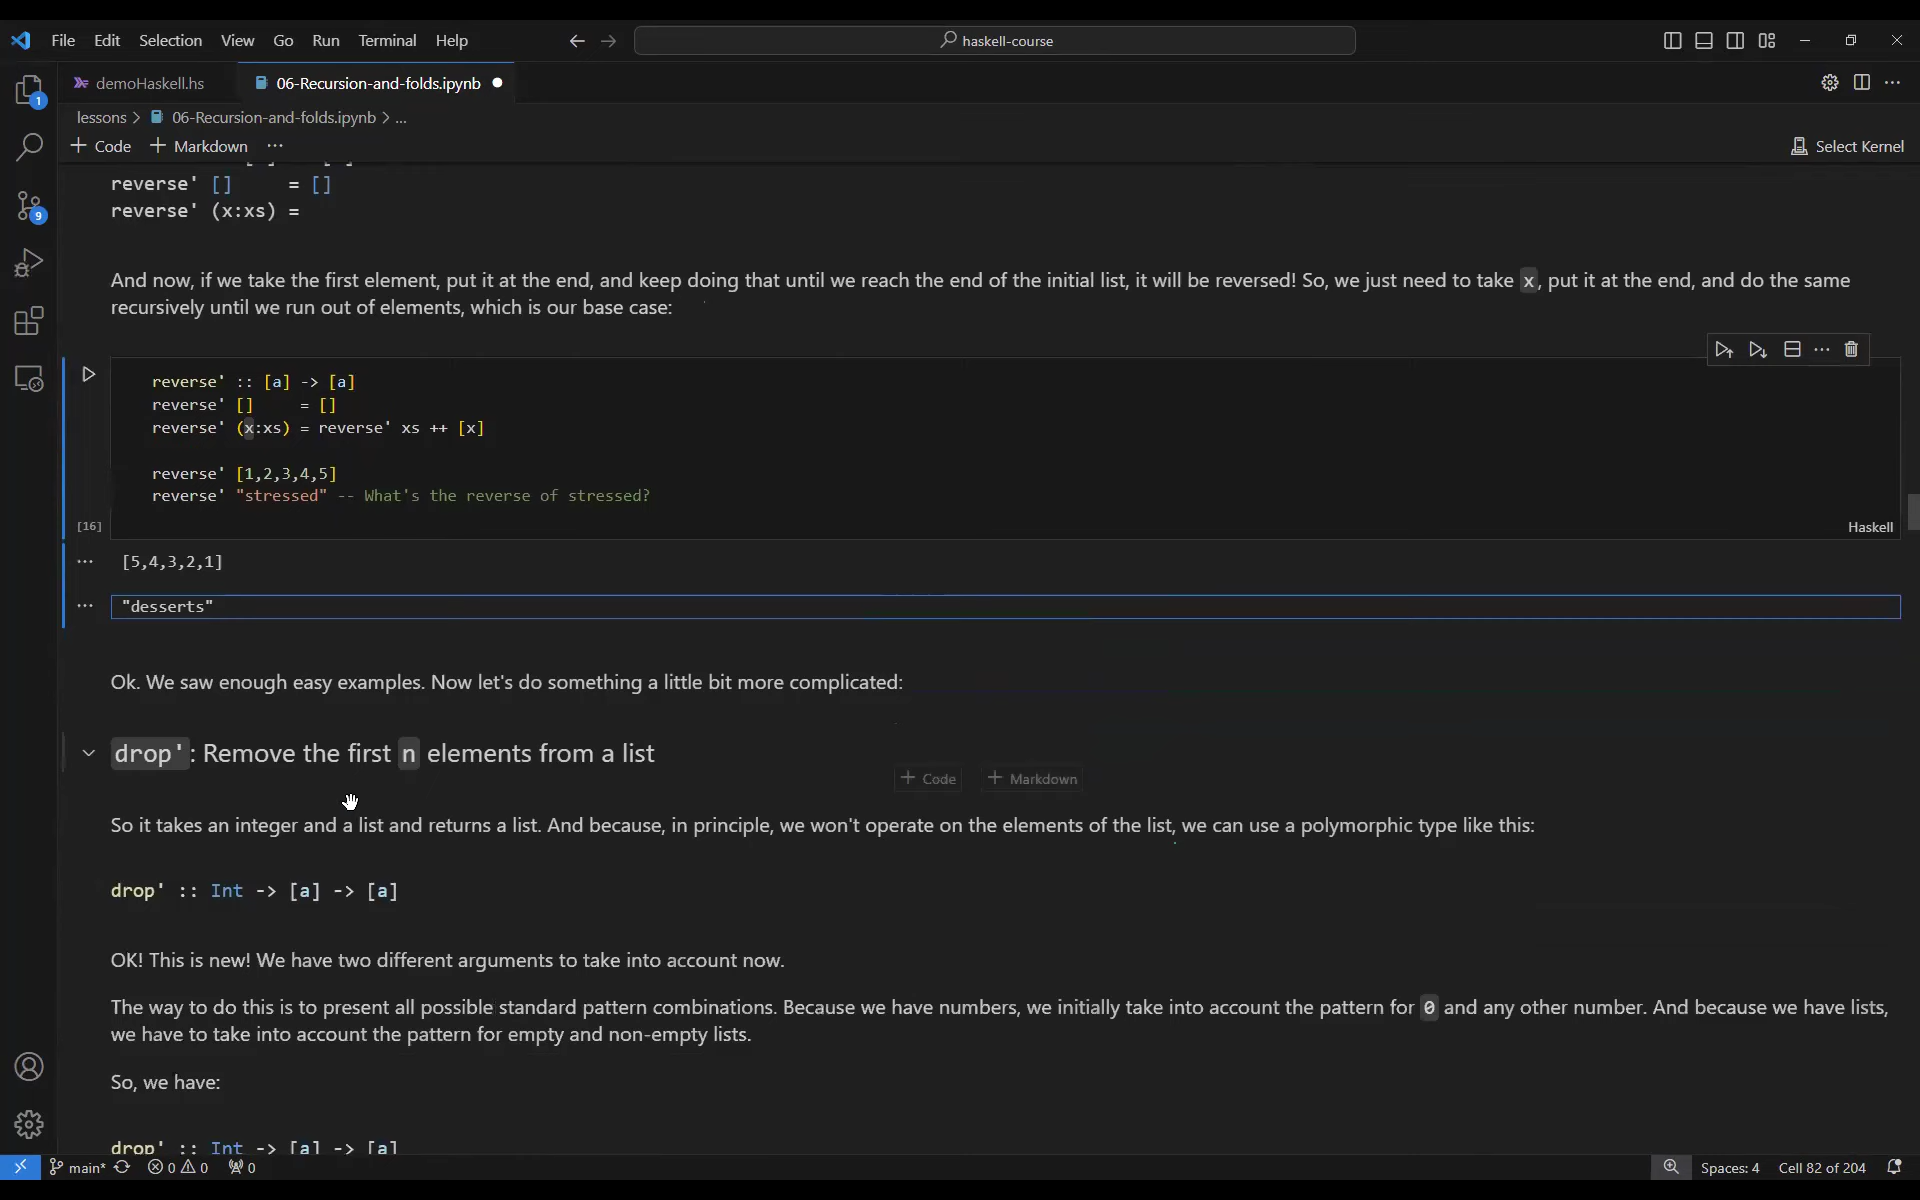 File Edit Selection View Go Run Terminal Help
haskell-course
demoHaskell.hs
06-Recursion-and-folds.ipynb
lessons > 06-Recursion-and-folds.ipynb > ...
+ Code + Markdown ...
Select Kernel
reverse' [] = []
reverse' (x:xs) =
And now, if we take the first element, put it at the end, and keep doing that until we reach the end of the initial list, it will be reversed! So, we just need to take x, put it at the end, and do the same
recursively until we run out of elements, which is our base case:
reverse' :: [a] -> [a]
reverse' [] = []
reverse' (x:xs) = reverse' xs ++ [x]
reverse' [1,2,3,4,5]
reverse' "stressed" -- What's the reverse of stressed?
[16]
Haskell
[5,4,3,2,1]
"desserts"
Ok. We saw enough easy examples. Now let's do something a little bit more complicated:
drop': Remove the first n elements from a list
+ Code + Markdown
So it takes an integer and a list and returns a list. And because, in principle, we won't operate on the elements of the list, we can use a polymorphic type like this:
drop' :: Int -> [a] -> [a]
OK! This is new! We have two different arguments to take into account now.
The way to do this is to present all possible standard pattern combinations. Because we have numbers, we initially take into account the pattern for 0 and any other number. And because we have lists,
we have to take into account the pattern for empty and non-empty lists.
So, we have:
drop' :: Int -> [a] -> [a]
main* 0 0 0
Spaces: 4 Cell 82 of 204
1
9